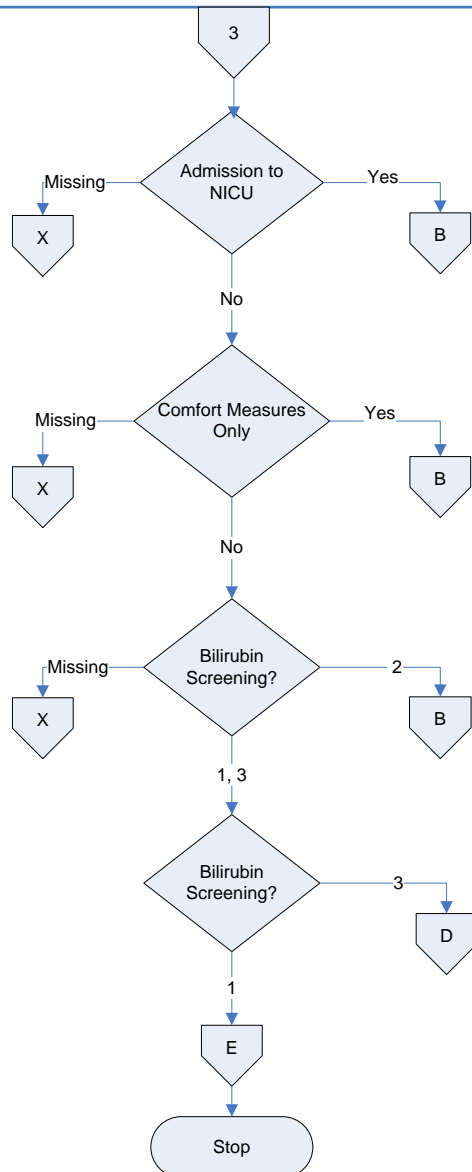 3
Admission to
NICU
Missing
Yes
X
B
No
Comfort Measures
Only
Missing
Yes
X
B
No
Bilirubin
Screening?
Missing
2
X
B
1, 3
Bilirubin
Screening?
3
D
1
E
Stop